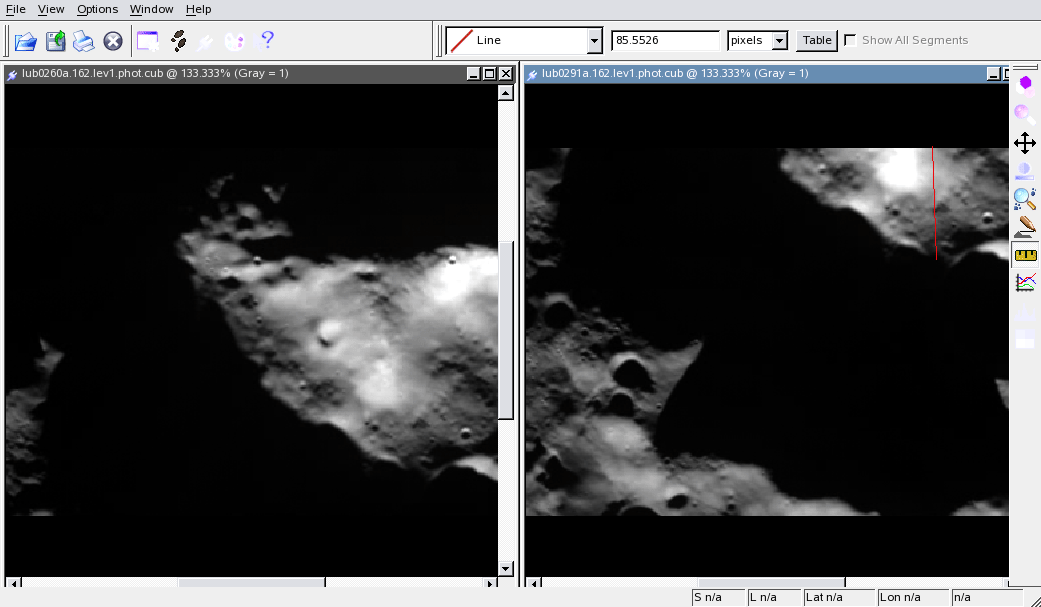 File View Options Window Help
Line 85.5526 pixels Table Show All Segments
lub0260a.162.lev1.phot.cub @ 133.333% (Gray = 1)
lub0291a.162.lev1.phot.cub @ 133.333% (Gray = 1)
S n/a L n/a Lat n/a Lon n/a n/a